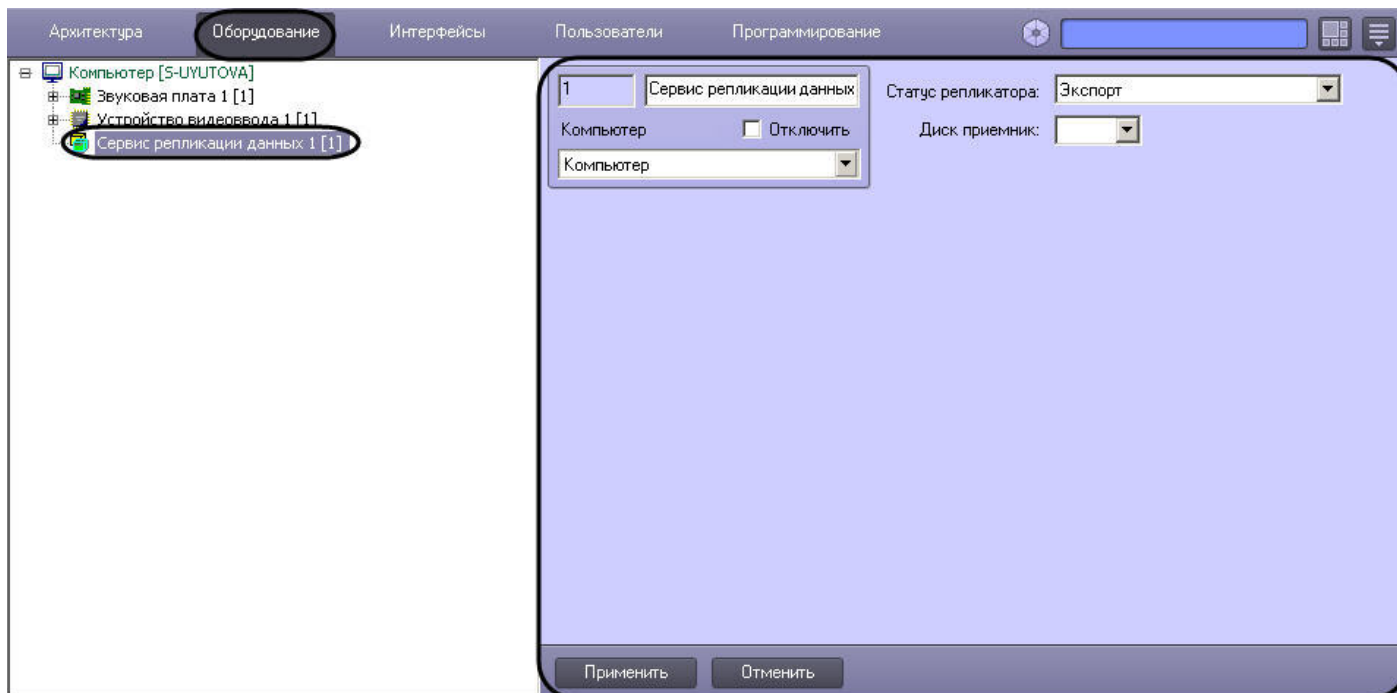 Архитектура Оборудование Интерфейсы Пользователи Программирование
Компьютер [S-UYUTOVA]
Звуковая плата 1 [1]
Устройство видеоввода 1 [1]
Сервис репликации данных 1 [1]
1 Сервис репликации данных
Компьютер Отключить
Компьютер
Статус репликатора: Экспорт
Диск приемник:
Применить Отменить